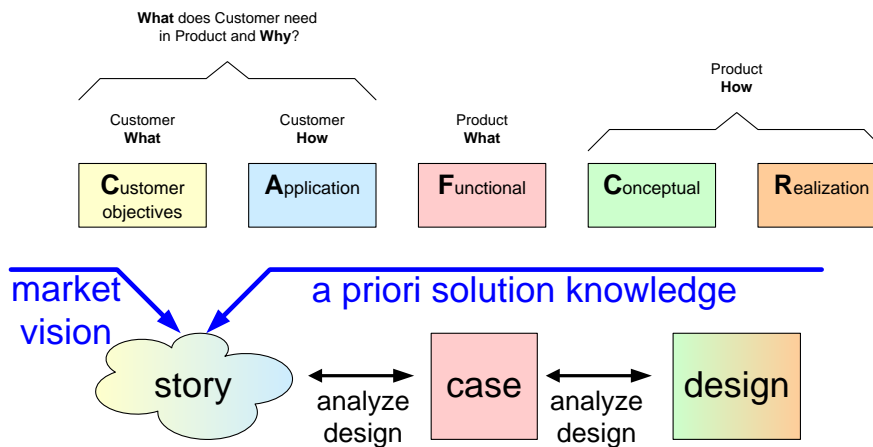 What does Customer need
in Product and Why?
Product
How
Customer
What
Customer
How
Product
What
Customer
objectives
Application
Functional
Conceptual
Realization
market
vision
a priori solution knowledge
story
analyze
design
case
analyze
design
design